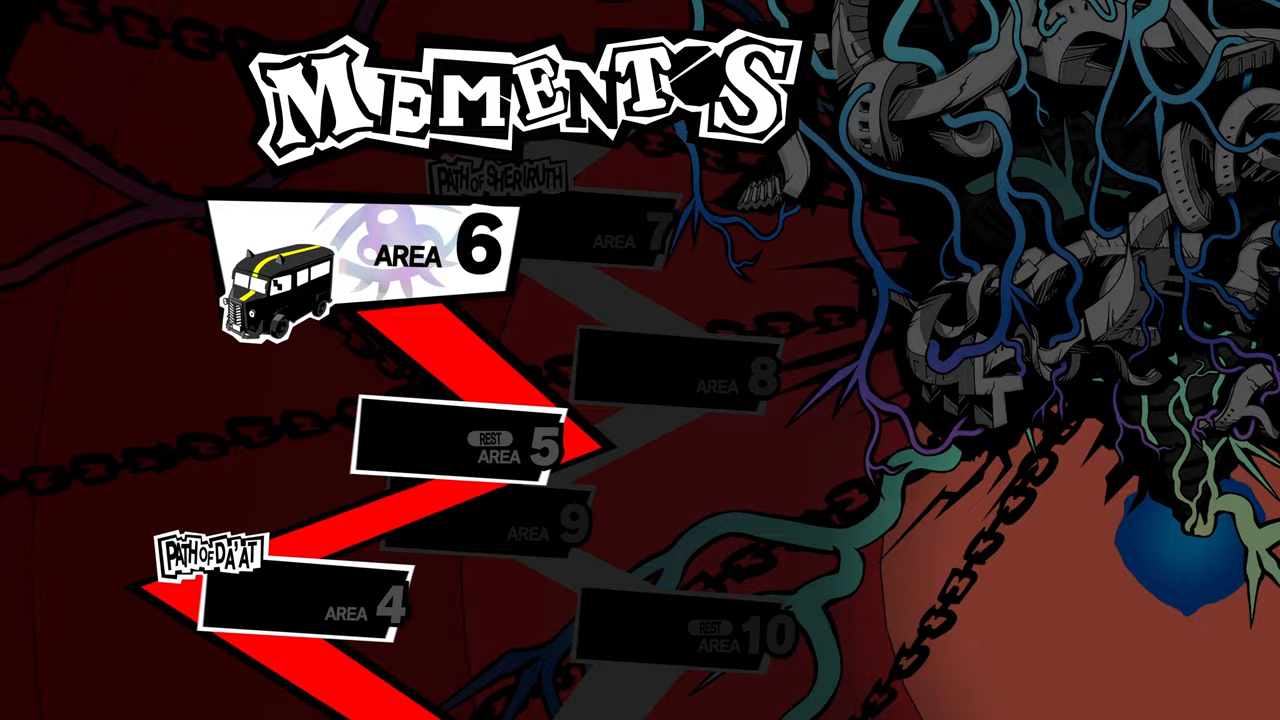 MEMENTOS
PATH OF SHERIRUTH
AREA 6
AREA 7
AREA 8
REST
AREA 5
AREA 9
PATH OF DA'AT
AREA 4
REST
AREA 10